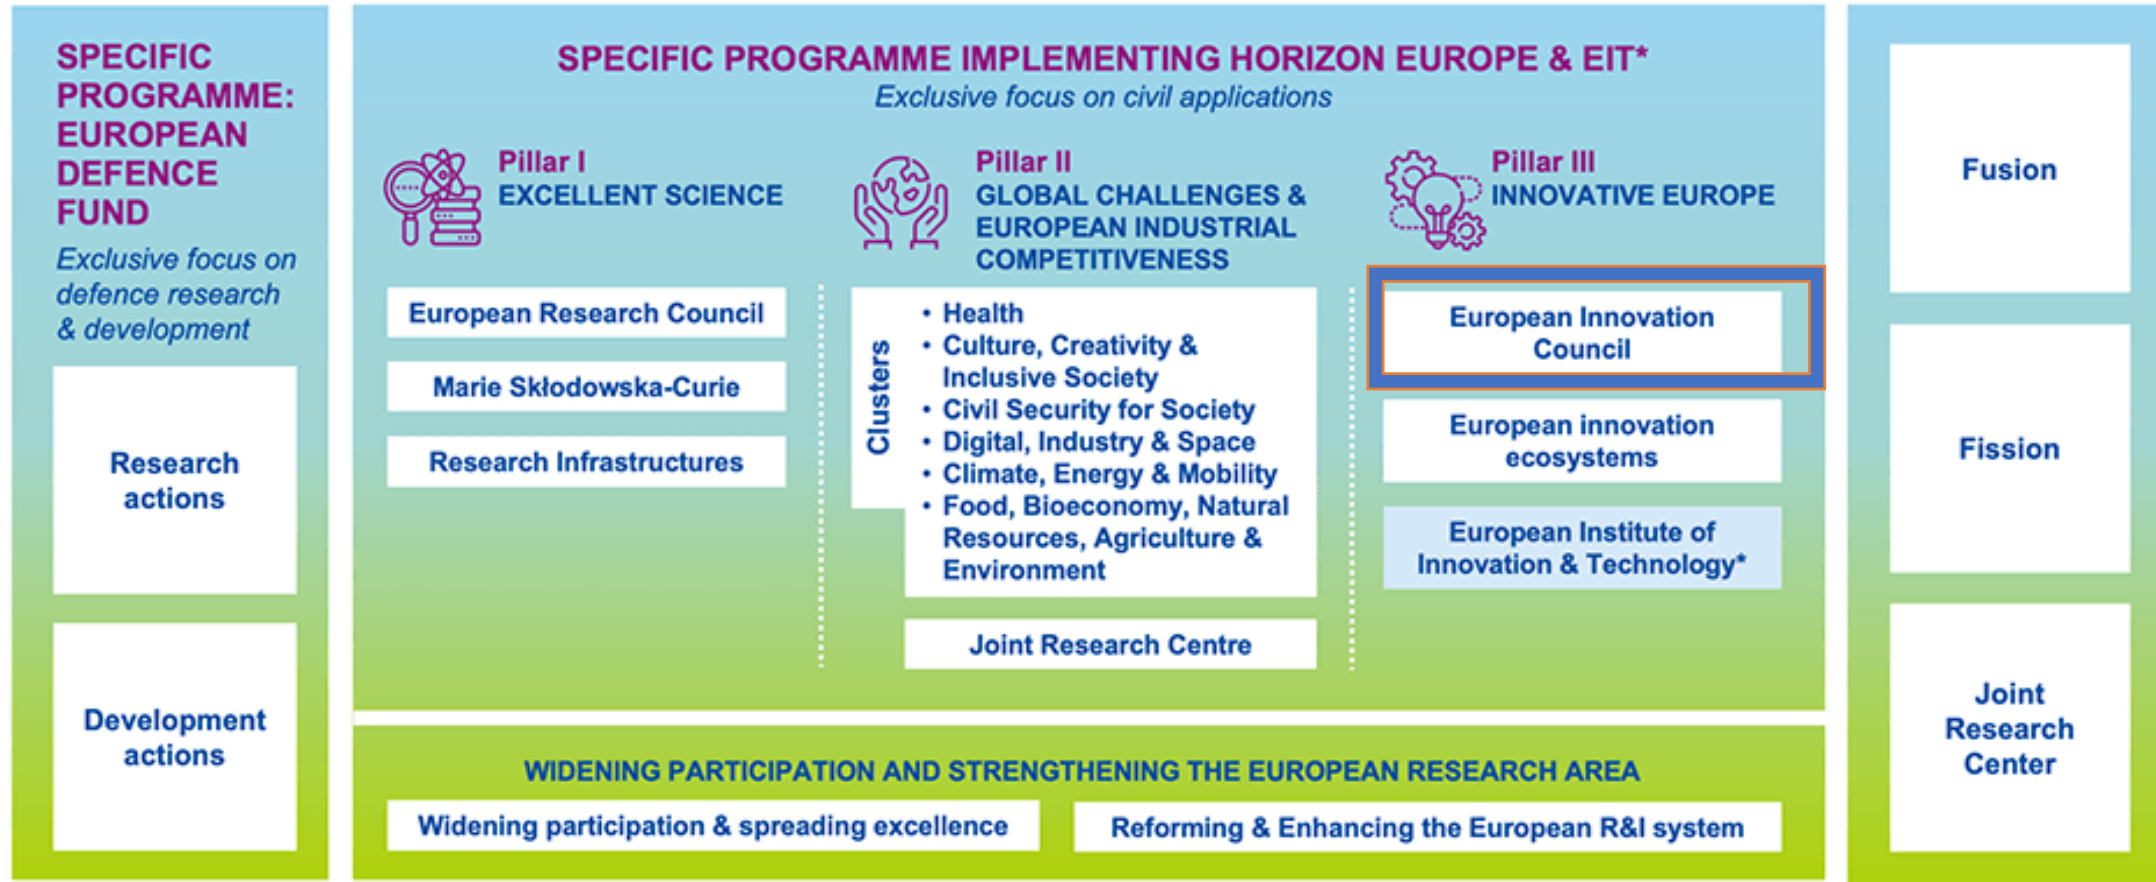 SPECIFIC
PROGRAMME:
EUROPEAN
DEFENCE
FUND
Exclusive focus on
defence research
& development
Research
actions
Development
actions
SPECIFIC PROGRAMME IMPLEMENTING HORIZON EUROPE & EIT*
Exclusive focus on civil applications
Pillar I
EXCELLENT SCIENCE
European Research Council
Marie Skłodowska-Curie
Research Infrastructures
Pillar II
GLOBAL CHALLENGES &
EUROPEAN INDUSTRIAL
COMPETITIVENESS
Clusters
• Health
• Culture, Creativity &
Inclusive Society
• Civil Security for Society
• Digital, Industry & Space
• Climate, Energy & Mobility
• Food, Bioeconomy, Natural
Resources, Agriculture &
Environment
Joint Research Centre
Pillar III
INNOVATIVE EUROPE
European Innovation
Council
European innovation
ecosystems
European Institute of
Innovation & Technology*
WIDENING PARTICIPATION AND STRENGTHENING THE EUROPEAN RESEARCH AREA
Widening participation & spreading excellence
Reforming & Enhancing the European R&I system
Fusion
Fission
Joint
Research
Center